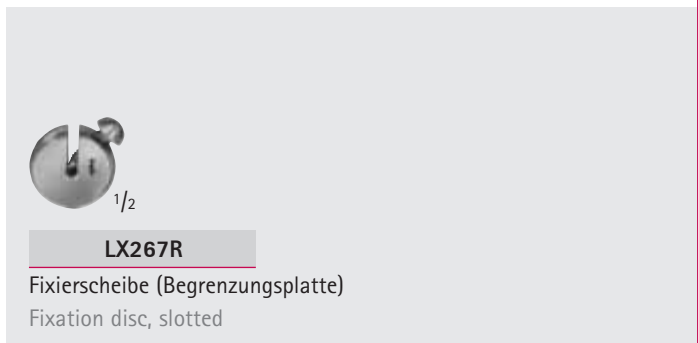 1/2
LX267R
Fixierscheibe (Begrenzungsplatte)
Fixation disc, slotted